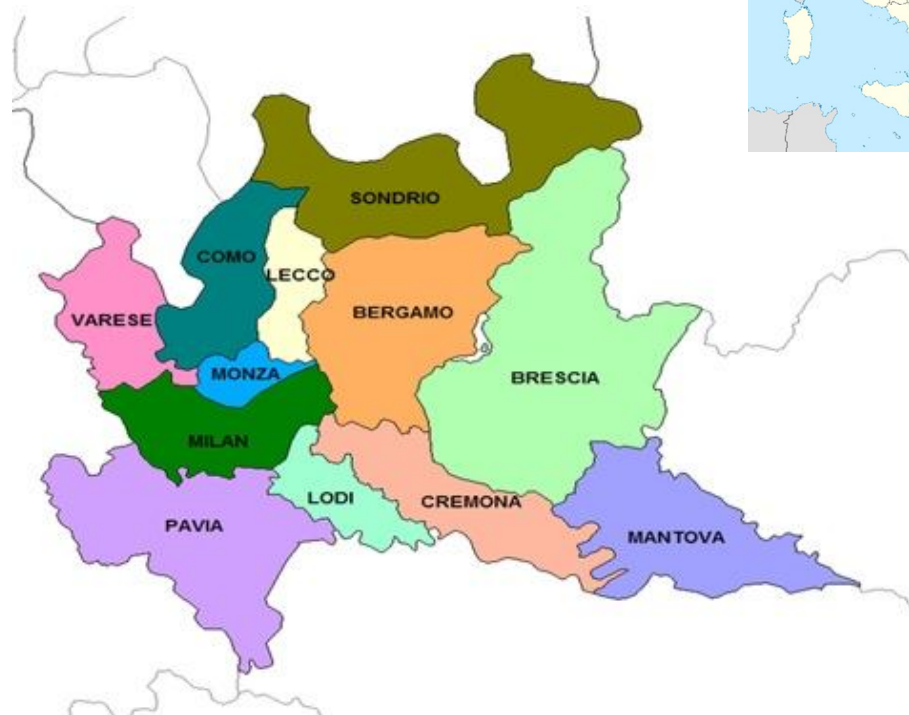 SONDRIO
COMO
LECCO
VARESE
BERGAMO
MONZA
BRESCIA
MILAN
LODI
CREMONA
PAVIA
MANTOVA